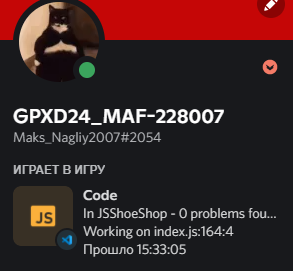 GPXD24_MAF-228007
Maks_Nagliy2007#2054
ИГРАЕТ В ИГРУ
JS
Code
In JSShoeShop - 0 problems fou...
Working on index.js:164:4
Прошло 15:33:05